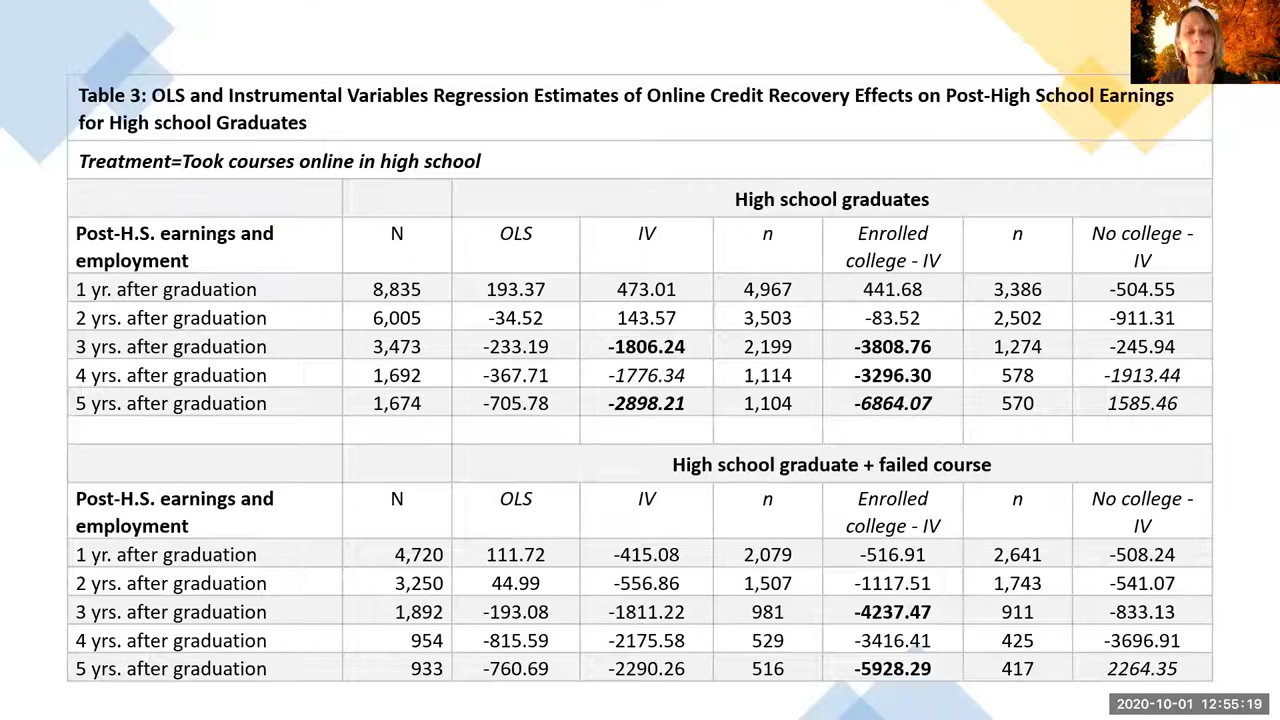 Table 3: OLS and Instrumental Variables Regression Estimates of Online Credit Recovery Effects on Post-High School Earnings
for High school Graduates
Treatment=Took courses online in high school
High school graduates
Post-H.S. earnings and employment N OLS IV n Enrolled college - IV n No college - IV
1 yr. after graduation 8,835 193.37 473.01 4,967 441.68 3,386 -504.55
2 yrs. after graduation 6,005 -34.52 143.57 3,503 -83.52 2,502 -911.31
3 yrs. after graduation 3,473 -233.19 -1806.24 2,199 -3808.76 1,274 -245.94
4 yrs. after graduation 1,692 -367.71 -1776.34 1,114 -3296.30 578 -1913.44
5 yrs. after graduation 1,674 -705.78 -2898.21 1,104 -6864.07 570 1585.46
High school graduate + failed course
Post-H.S. earnings and employment N OLS IV n Enrolled college - IV n No college - IV
1 yr. after graduation 4,720 111.72 -415.08 2,079 -516.91 2,641 -508.24
2 yrs. after graduation 3,250 44.99 -556.86 1,507 -1117.51 1,743 -541.07
3 yrs. after graduation 1,892 -193.08 -1811.22 981 -4237.47 911 -833.13
4 yrs. after graduation 954 -815.59 -2175.58 529 -3416.41 425 -3696.91
5 yrs. after graduation 933 -760.69 -2290.26 516 -5928.29 417 2264.35
2020-10-01 12:55:19